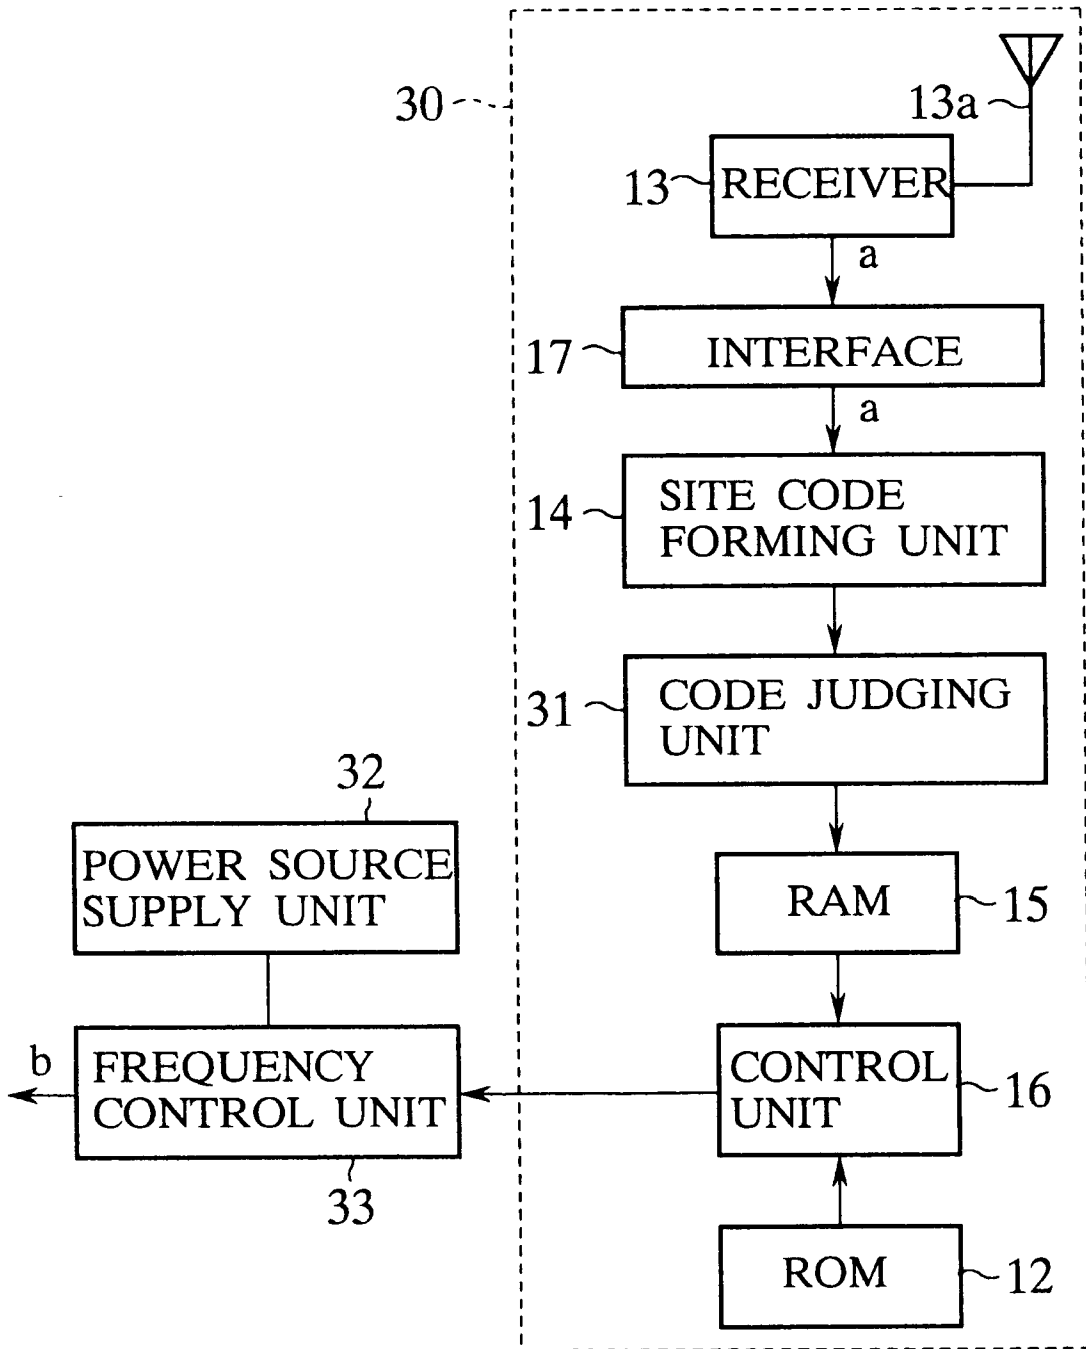 30
13a
13
RECEIVER
a
17
INTERFACE
a
14
SITE CODE
FORMING UNIT
31
CODE JUDGING
UNIT
32
POWER SOURCE
SUPPLY UNIT
RAM
15
b
FREQUENCY
CONTROL UNIT
33
CONTROL
UNIT
16
ROM
12